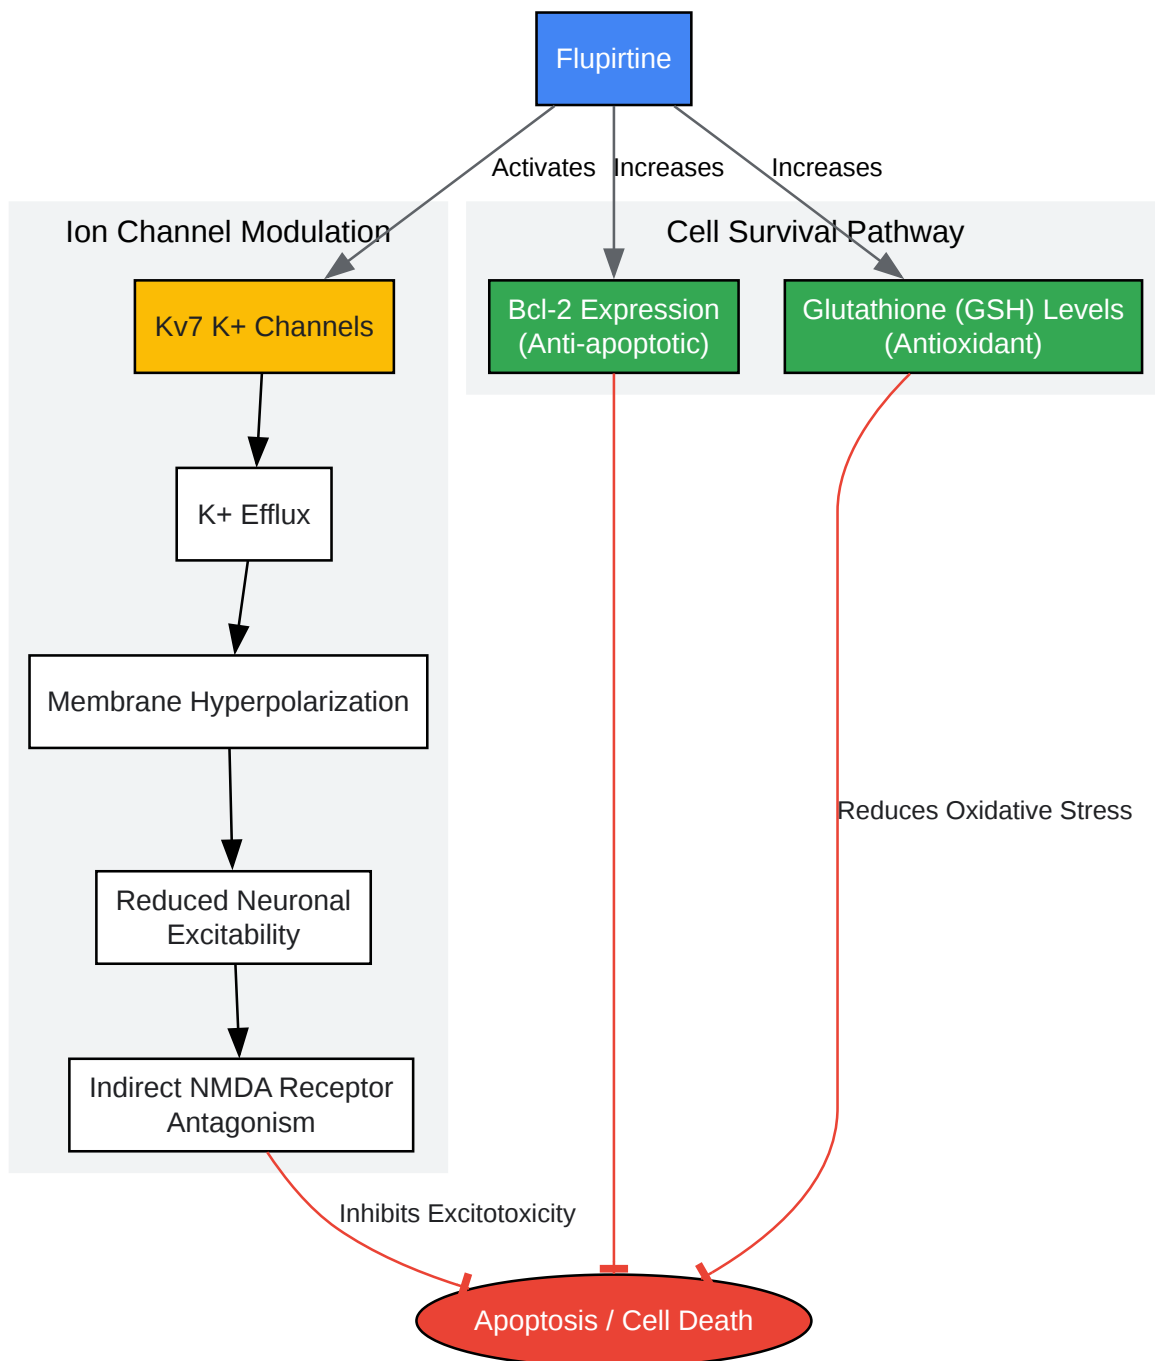 Flupirtine
Activates
Increases
Increases
Ion Channel Modulation
Cell Survival Pathway
Kv7 K+ Channels
Bcl-2 Expression
(Anti-apoptotic)
Glutathione (GSH) Levels
(Antioxidant)
K+ Efflux
Membrane Hyperpolarization
Reduces Oxidative Stress
Reduced Neuronal
Excitability
Indirect NMDA Receptor
Antagonism
Inhibits Excitotoxicity
Apoptosis / Cell Death